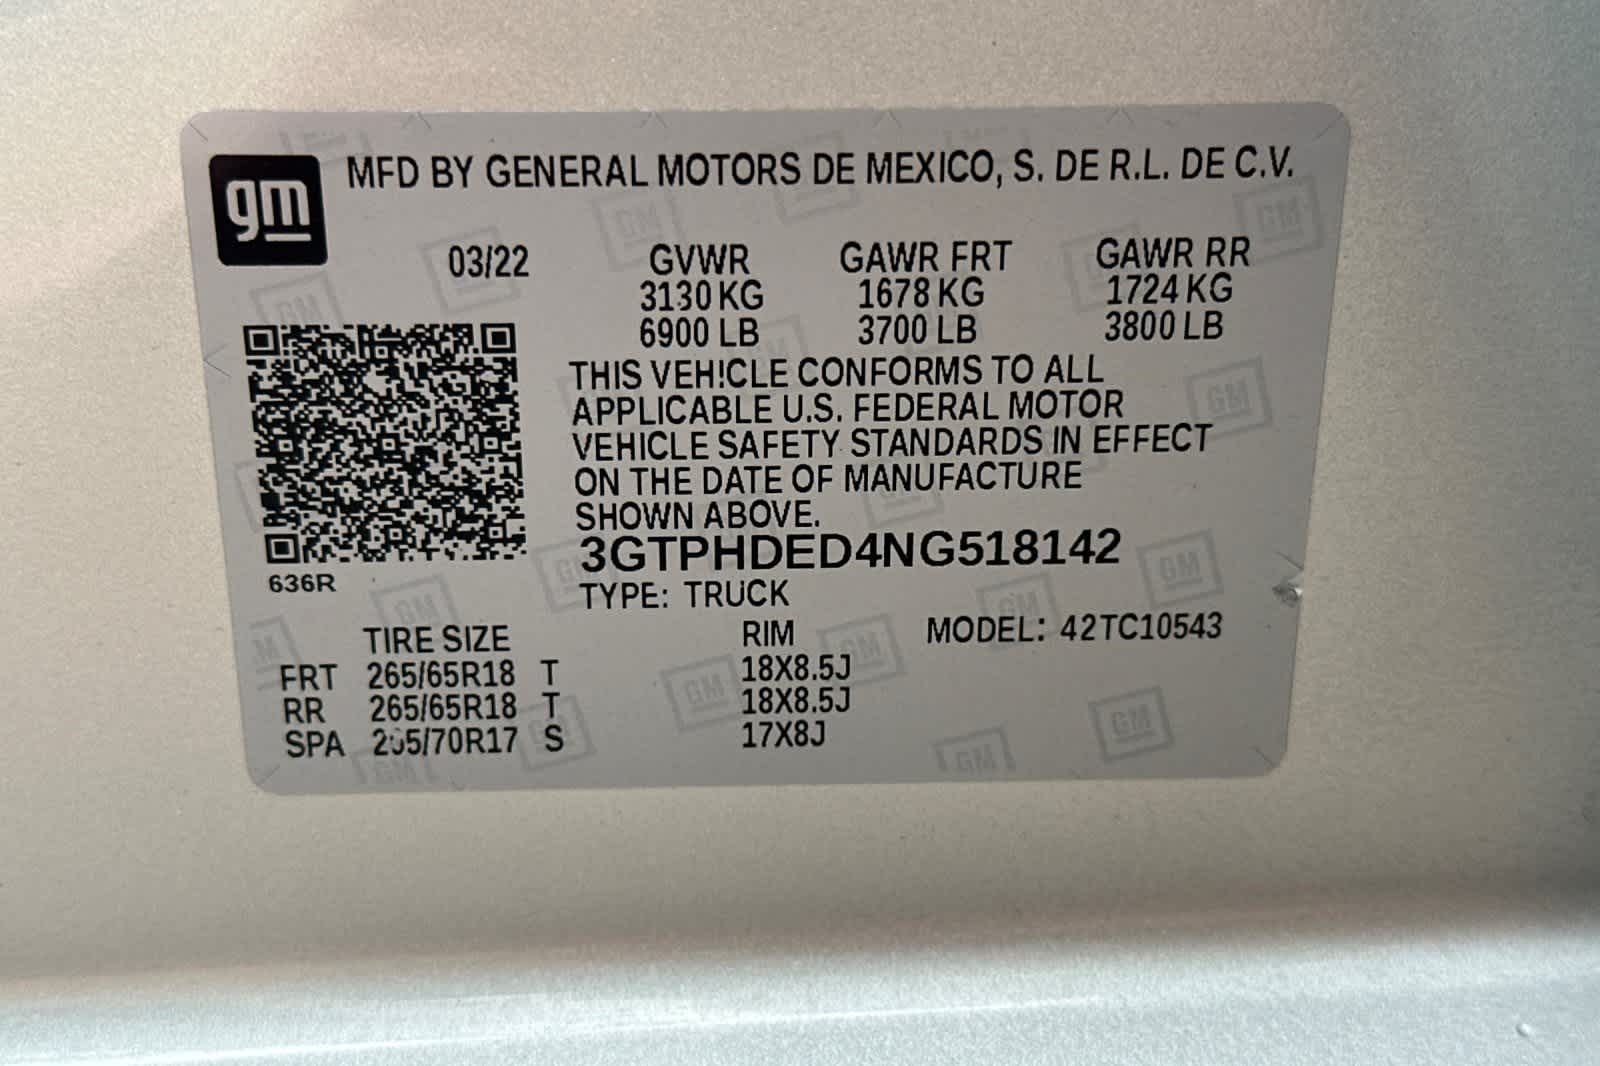 gm
MFD BY GENERAL MOTORS DE MEXICO, S. DE R.L. DE C.V.
03/22 GVWR GAWR FRT GAWR RR
3130 KG 1678 KG 1724 KG
6900 LB 3700 LB 3800 LB
THIS VEHICLE CONFORMS TO ALL
APPLICABLE U.S. FEDERAL MOTOR
VEHICLE SAFETY STANDARDS IN EFFECT
ON THE DATE OF MANUFACTURE
SHOWN ABOVE.
3GTPHDED4NG518142
636R
TYPE: TRUCK
TIRE SIZE RIM MODEL: 42TC10543
FRT 265/65R18 T 18X8.5J
RR 265/65R18 T 18X8.5J
SPA S 17X8J